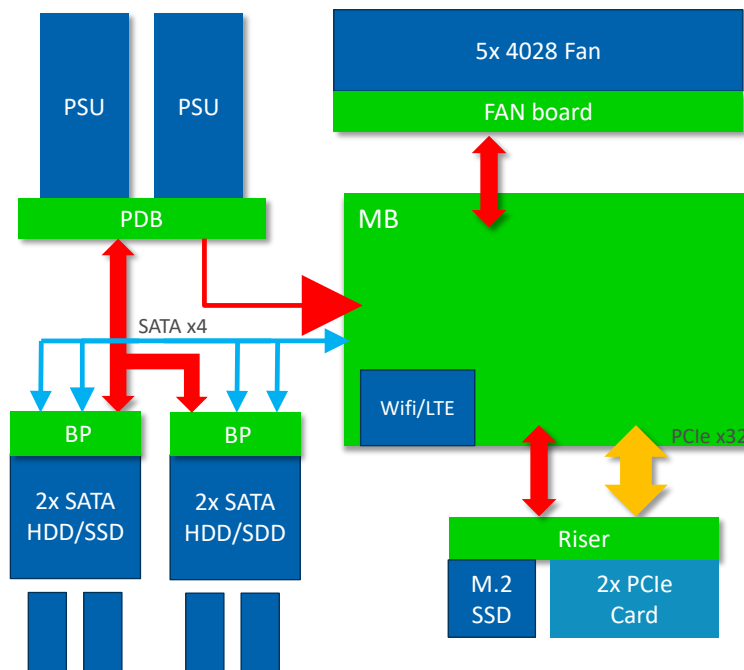 PSU
PSU
5x 4028 Fan
FAN board
PDB
MB
SATA x4
Wifi/LTE
BP
BP
PCIe x32
2x SATA
HDD/SSD
2x SATA
HDD/SDD
Riser
M.2
SSD
2x PCIe
Card